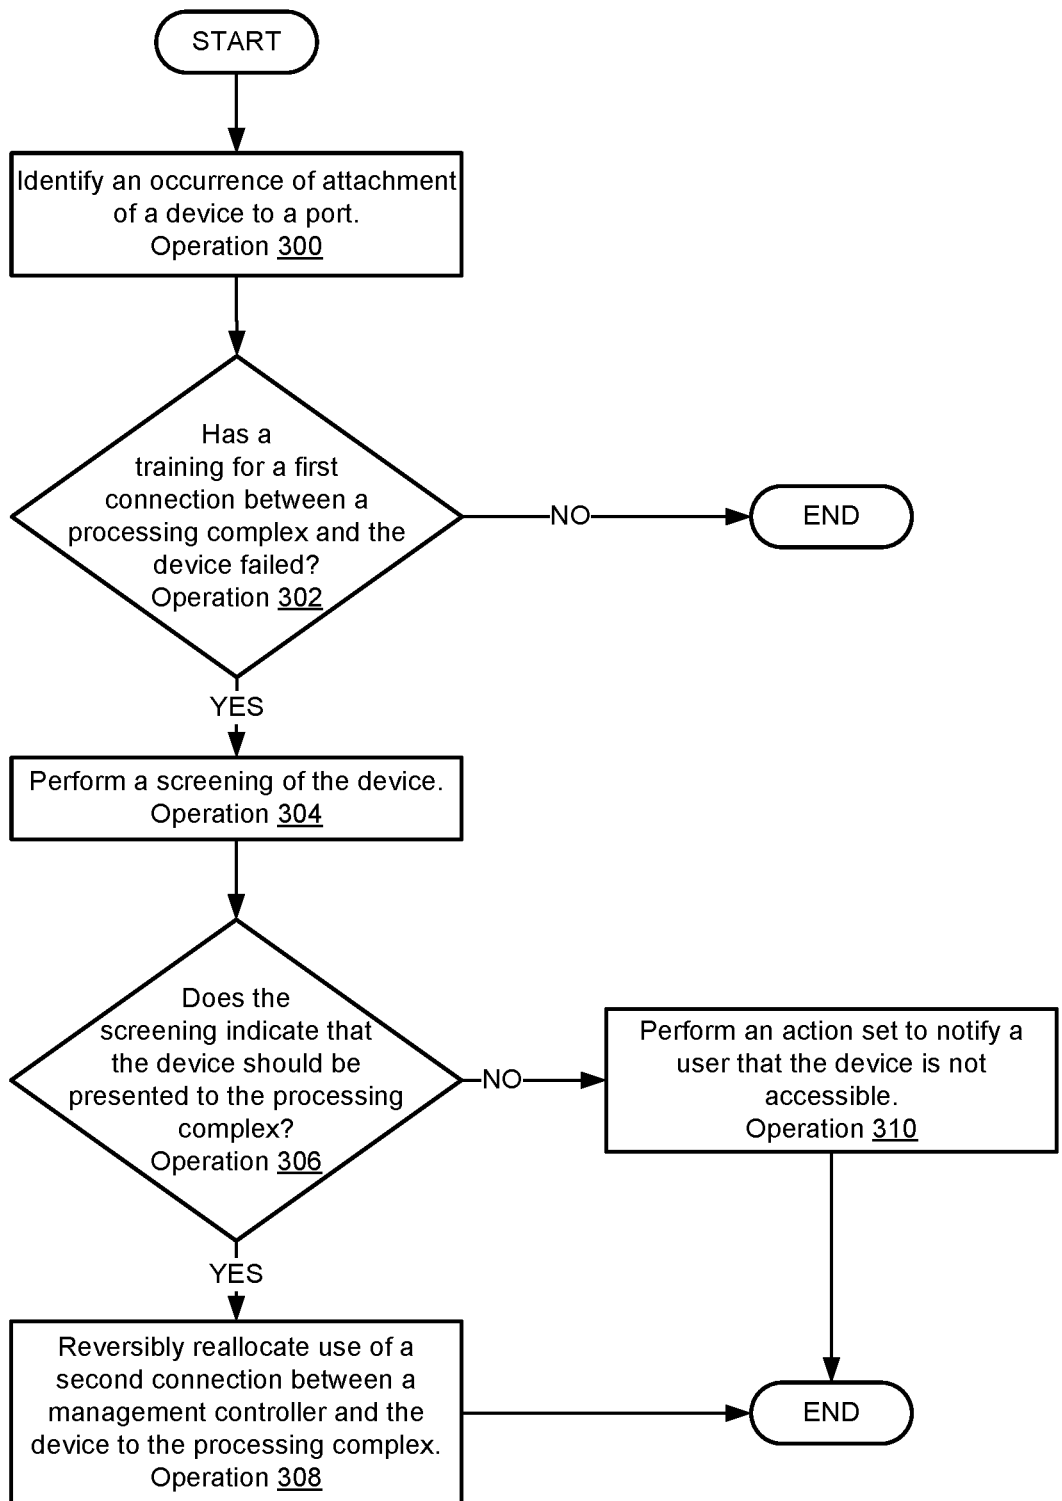 START
Identify an occurrence of attachment
of a device to a port.
Operation 300
Has a
training for a first
connection between a
processing complex and the
device failed?
Operation 302
NO
END
YES
Perform a screening of the device.
Operation 304
Does the
screening indicate that
the device should be
presented to the processing
complex?
Operation 306
NO
Perform an action set to notify a
user that the device is not
accessible.
Operation 310
YES
Reversibly reallocate use of a
second connection between a
management controller and the
device to the processing complex.
Operation 308
END